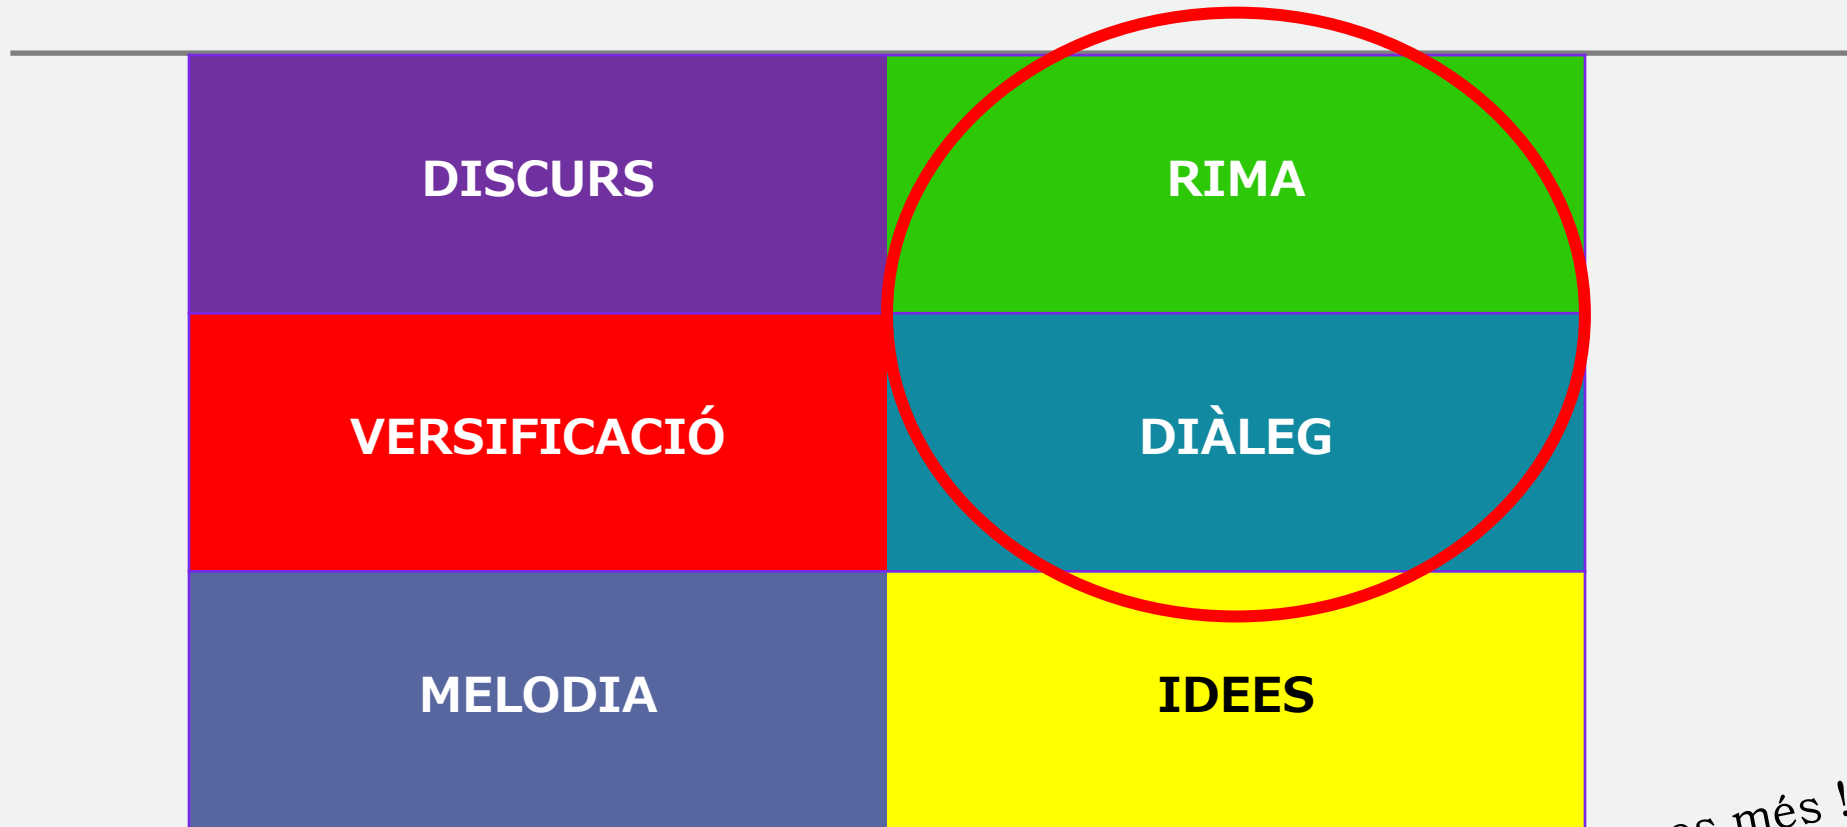 DISCURS
RIMA
VERSIFICACIÓ
DIÀLEG
MELODIA
IDEES
més !